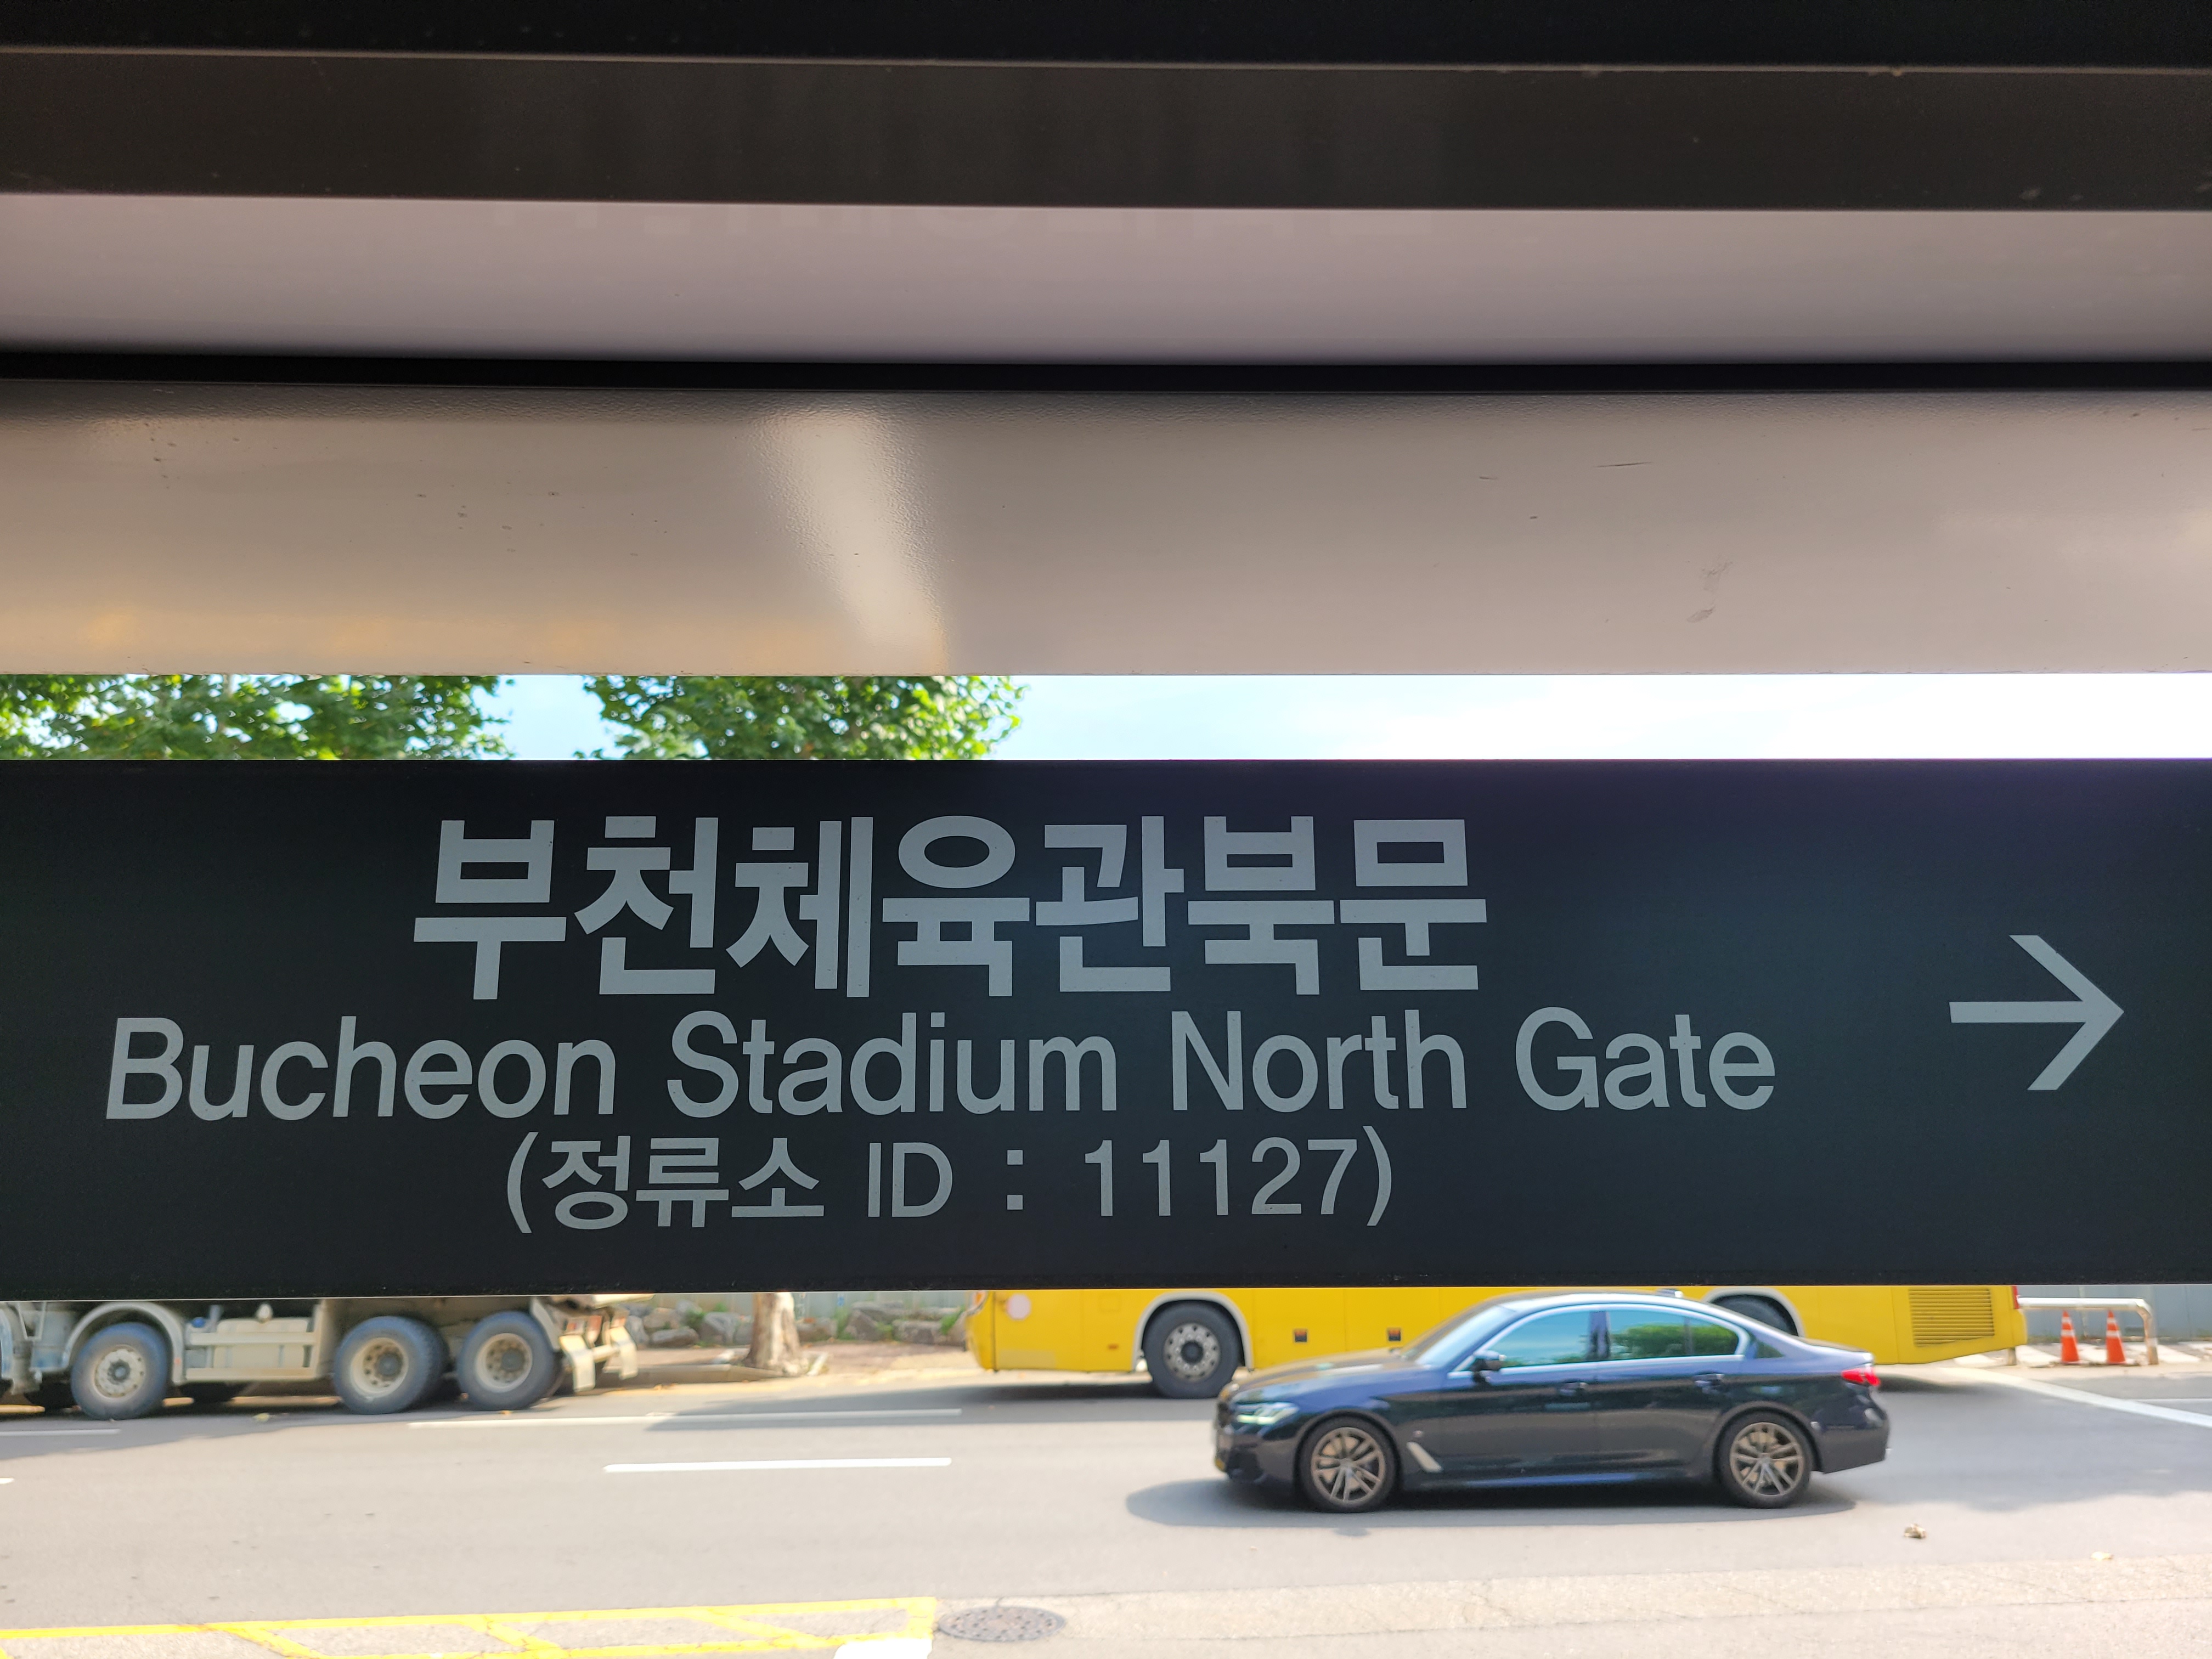 부천체육관북문
Bucheon Stadium North Gate
(정류소 ID : 11127)